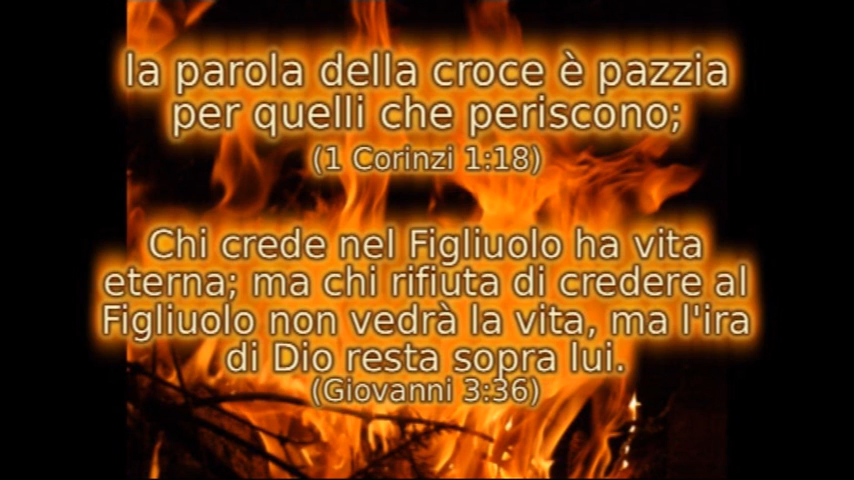 la parola della croce è pazzia
per quelli che periscono;
(1 Corinzi 1:18)
Chi crede nel Figliuolo ha vita
eterna; ma chi rifiuta di credere al
Figliuolo non vedrà la vita, ma l'ira
di Dio resta sopra lui.
(Giovanni 3:36)